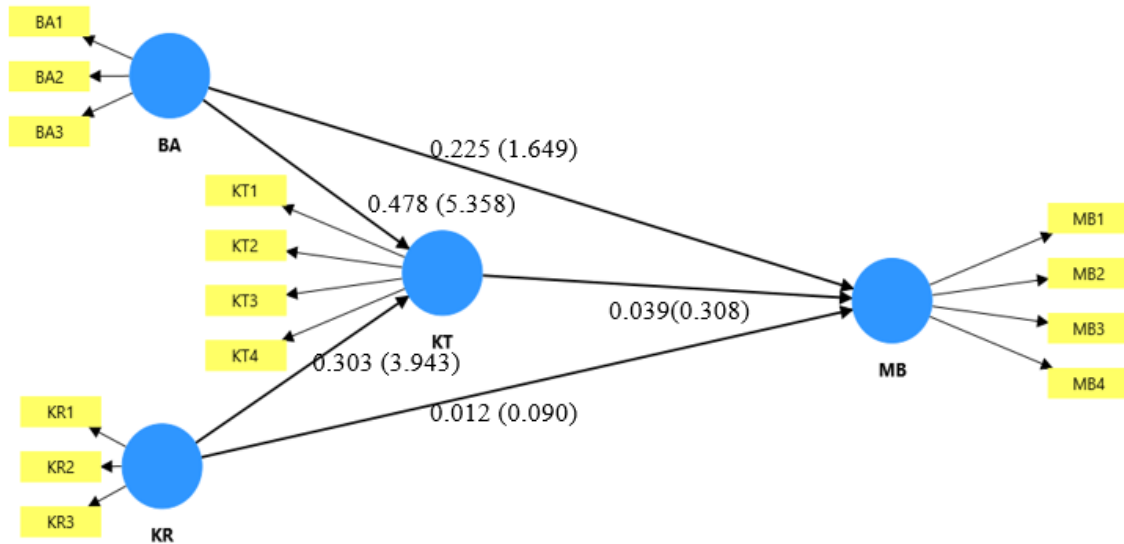 BA1
BA2
BA3
BA
0.225 (1.649)
KT1
0.478 (5.358)
KT2
KT3
KT4
KT
MB1
MB2
MB3
MB4
0.039(0.308)
MB
0.303 (3.943)
0.012 (0.090)
KR1
KR2
KR3
KR